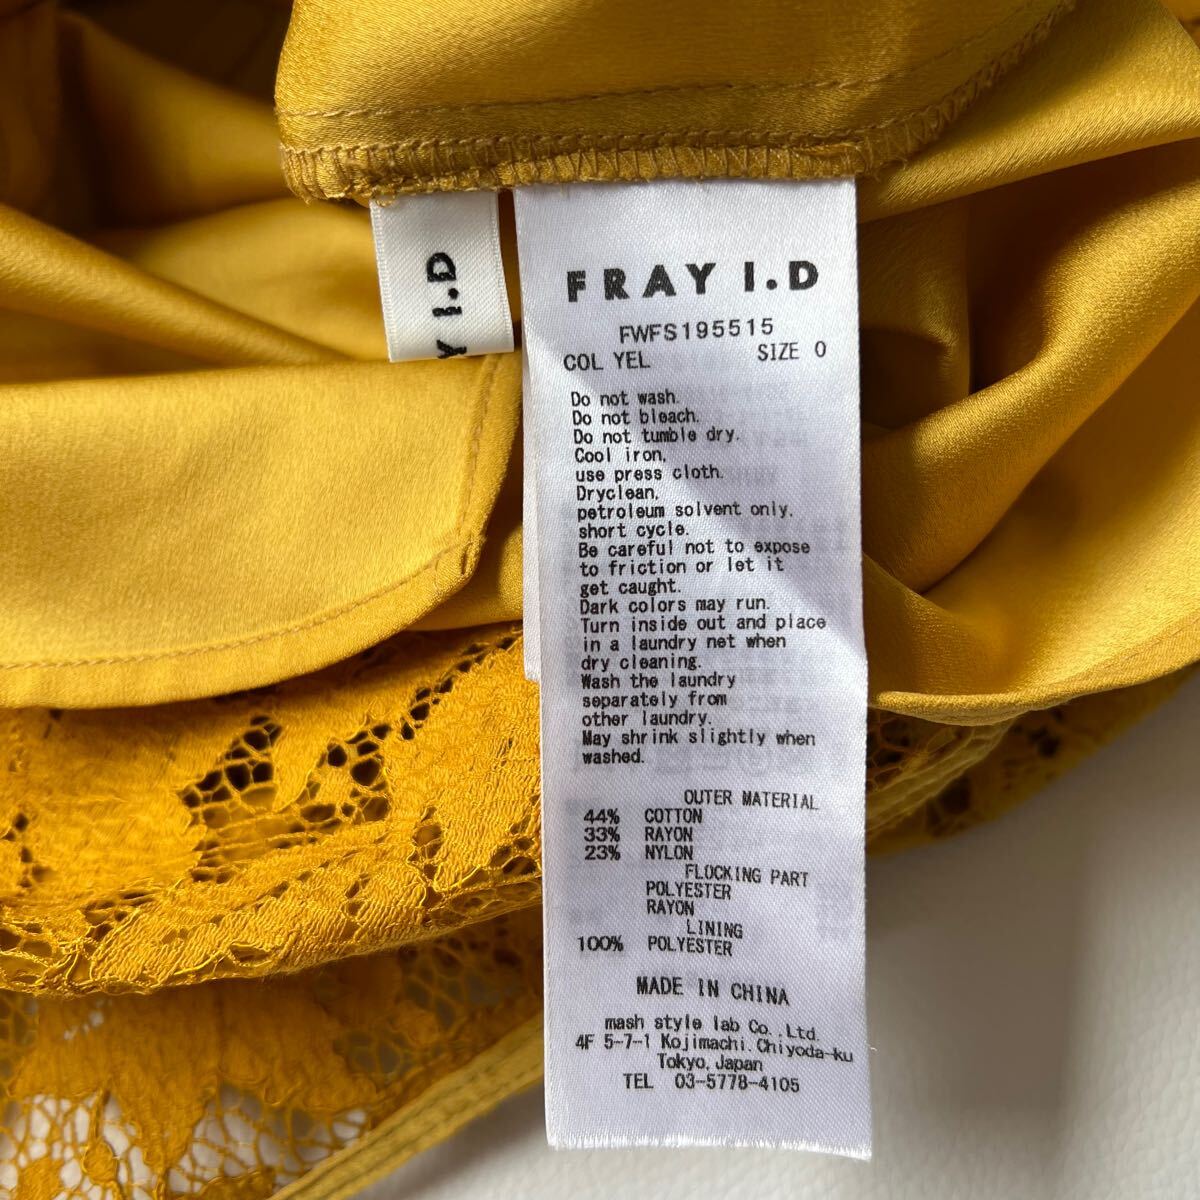 Y I.D
FRAY I.D
FWFS195515
COL YEL SIZE 0
Do not wash.
Do not bleach.
Do not tumble dry.
Cool iron,
use press cloth.
Dryclean,
petroleum solvent only,
short cycle.
Be careful not to expose
to friction or let it
get caught.
Dark colors may run.
Turn inside out and place
in a laundry net when
dry cleaning.
Wash the laundry
separately from
other laundry.
May shrink slightly when
washed.
OUTER MATERIAL
44% COTTON
33% RAYON
23% NYLON
FLOCKING PART
POLYESTER
RAYON
LINING
100% POLYESTER
MADE IN CHINA
mash style lab Co.,Ltd.
4F 5-7-1 Kojimachi, Chiyoda-ku
Tokyo, Japan
TEL 03-5778-4105